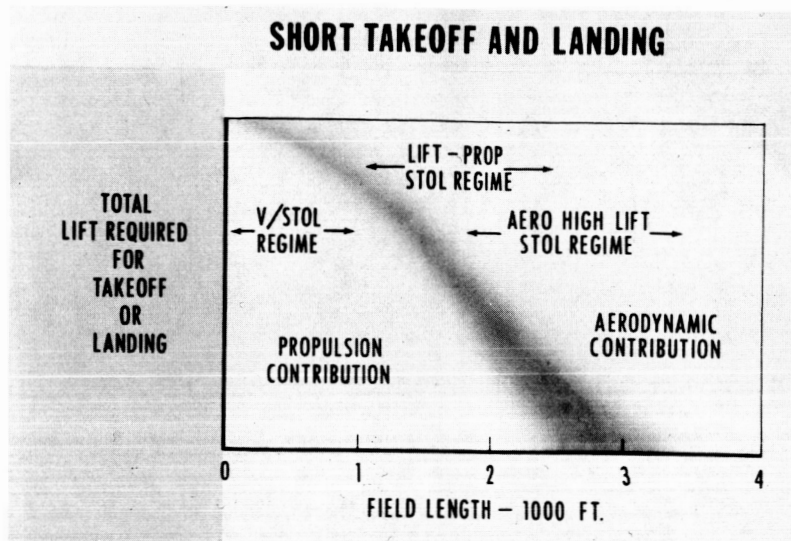 SHORT TAKEOFF AND LANDING
LIFT - PROP
STOL REGIME
TOTAL
LIFT REQUIRED
FOR
TAKEOFF
OR
LANDING
V/STOL
REGIME
AERO HIGH LIFT
STOL REGIME
PROPULSION
CONTRIBUTION
AERODYNAMIC
CONTRIBUTION
0 1 2 3 4
FIELD LENGTH - 1000 FT.